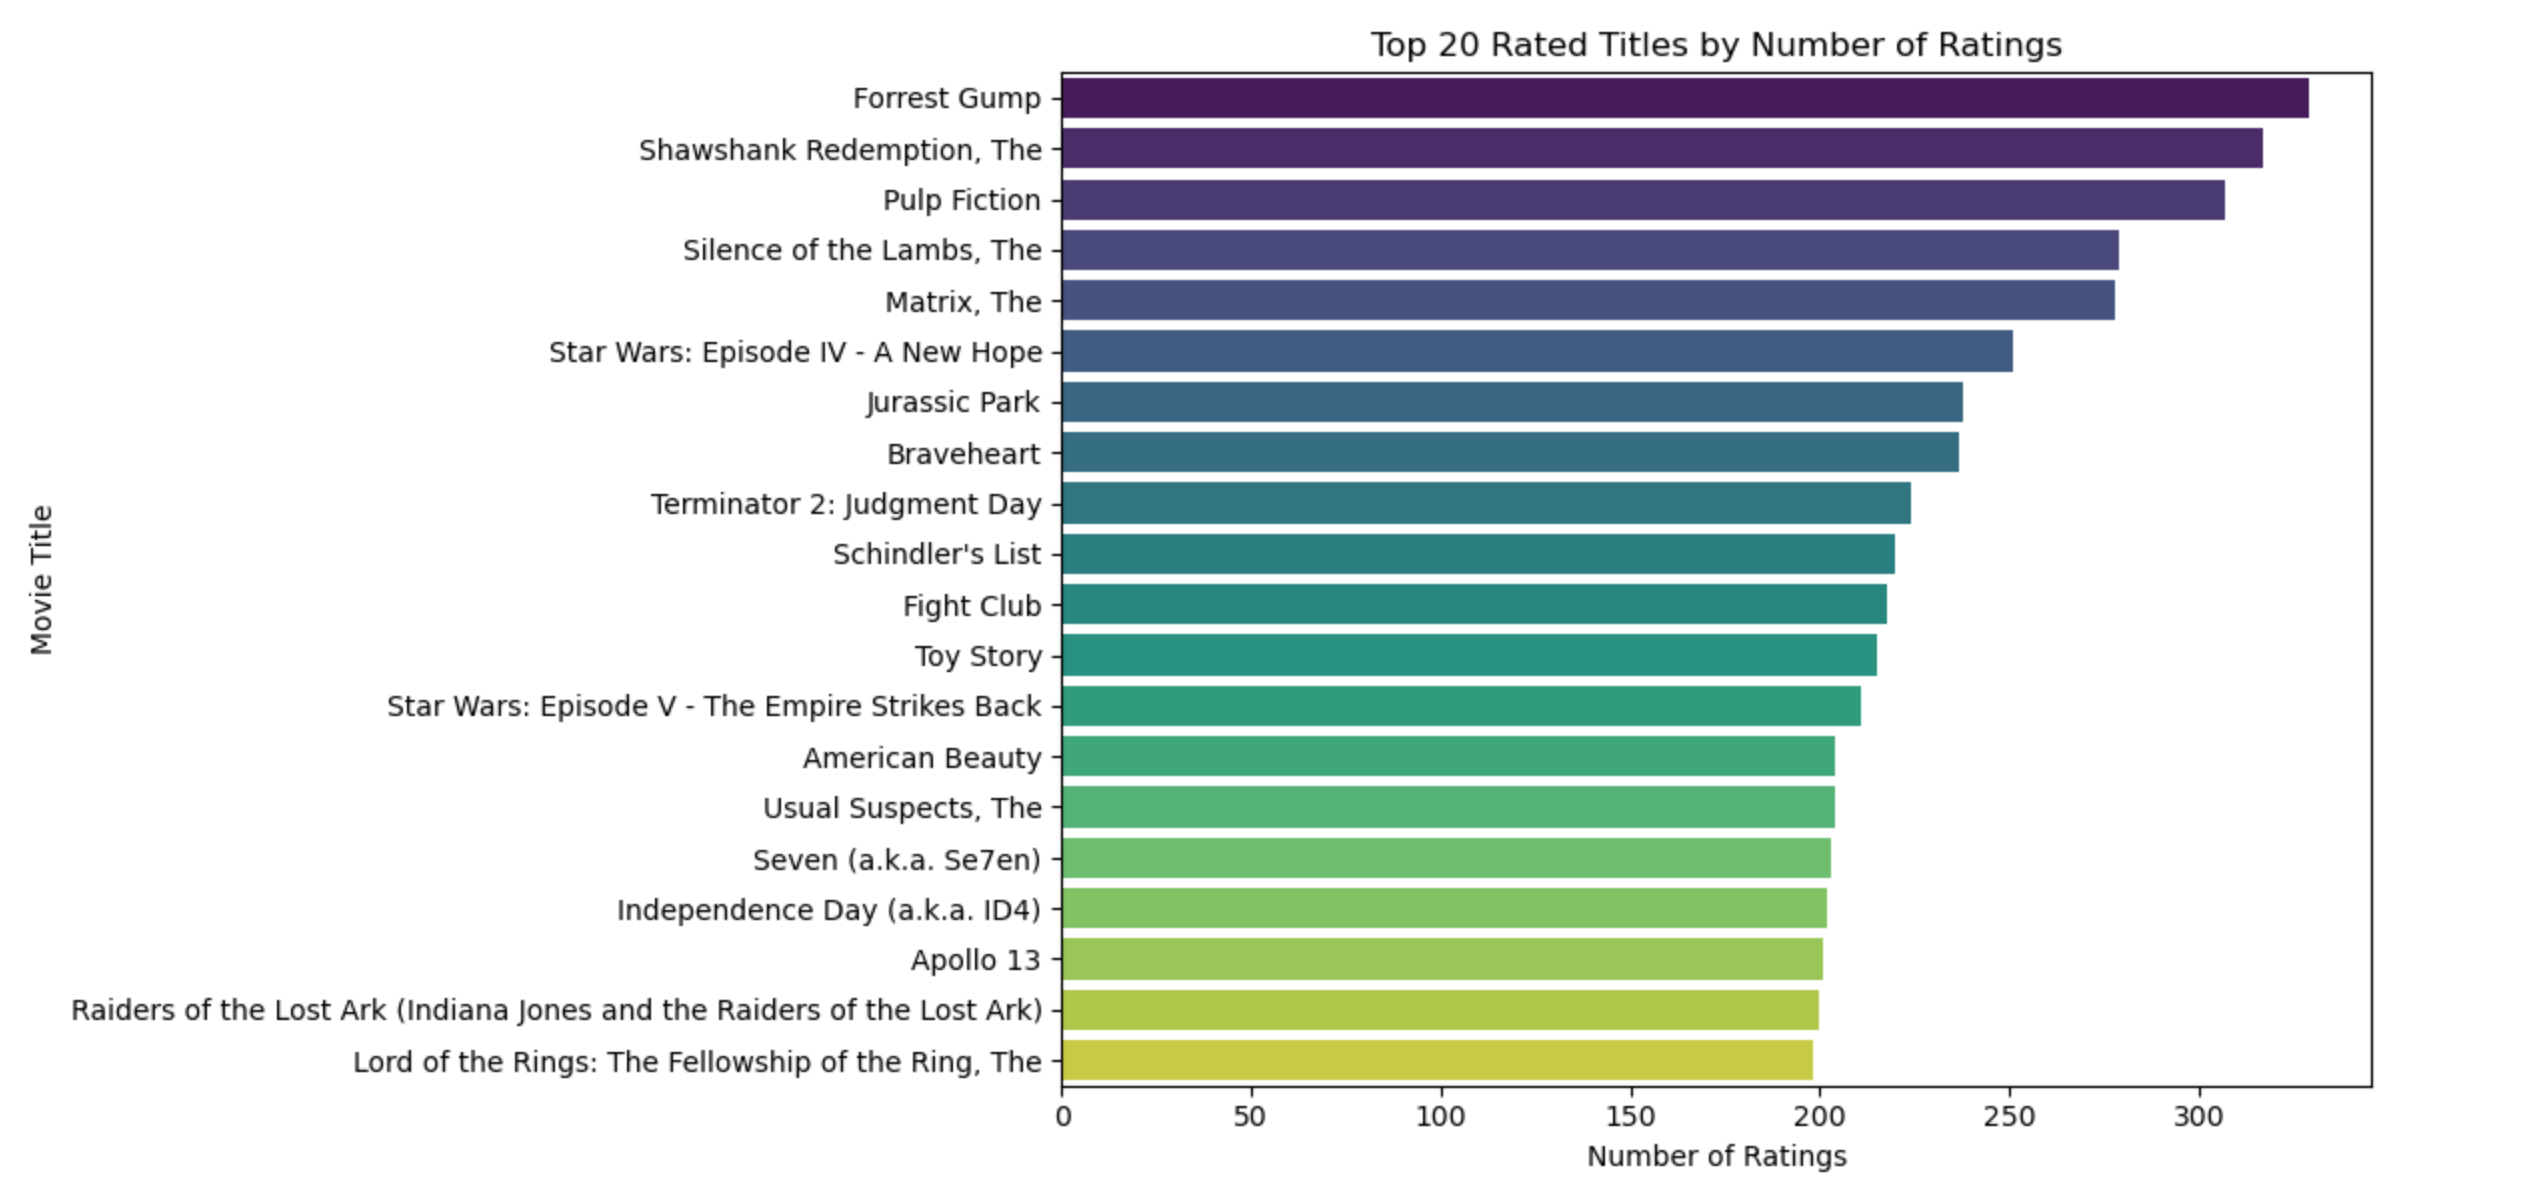 Top 20 Rated Titles by Number of Ratings
Movie Title
Forrest Gump
Shawshank Redemption, The
Pulp Fiction
Silence of the Lambs, The
Matrix, The
Star Wars: Episode IV - A New Hope
Jurassic Park
Braveheart
Terminator 2: Judgment Day
Schindler's List
Fight Club
Toy Story
Star Wars: Episode V - The Empire Strikes Back
American Beauty
Usual Suspects, The
Seven (a.k.a. Se7en)
Independence Day (a.k.a. ID4)
Apollo 13
Raiders of the Lost Ark (Indiana Jones and the Raiders of the Lost Ark)
Lord of the Rings: The Fellowship of the Ring, The
0 50 100 150 200 250 300
Number of Ratings